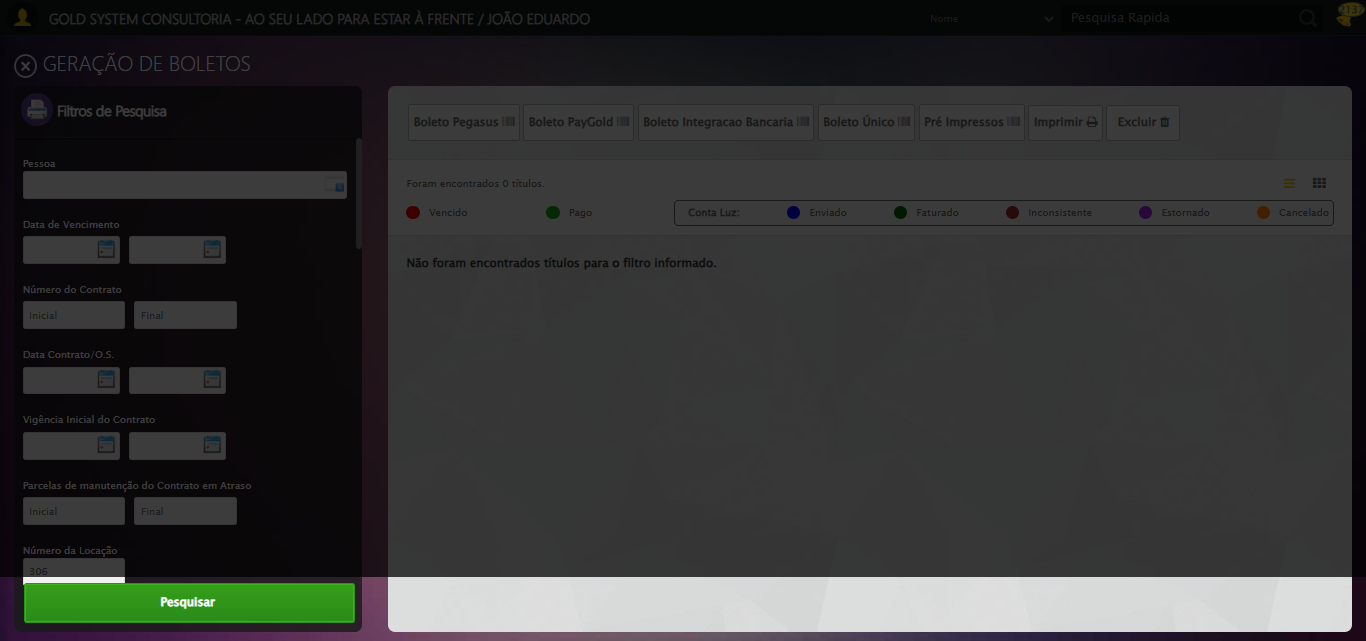 GOLD SYSTEM CONSULTORIA - AO SEU LADO PARA ESTAR À FRENTE / JOÃO EDUARDO
Nome
Pesquisa Rapida
2132
GERAÇÃO DE BOLETOS
Filtros de Pesquisa
Pessoa
Data de Vencimento
Número do Contrato
Inicial Final
Data Contrato/O.S.
Vigência Inicial do Contrato
Parcelas de manutenção do Contrato em Atraso
Inicial Final
Número da Locação
306
Pesquisar
Boleto Pegasus Boleto PayGold Boleto Integracao Bancaria Boleto Único Pré Impressos Imprimir Excluir
Foram encontrados 0 títulos.
Vencido Pago Conta Luz: Enviado Faturado Inconsistente Estornado Cancelado
Não foram encontrados títulos para o filtro informado.